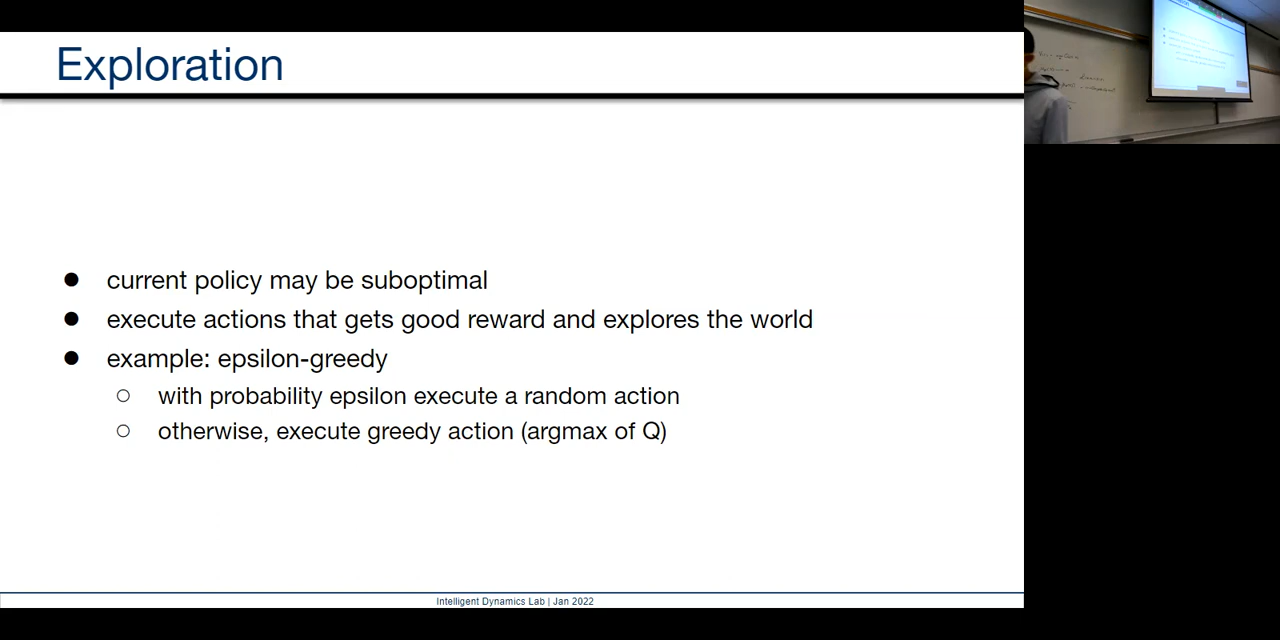 Exploration
● current policy may be suboptimal
● execute actions that gets good reward and explores the world
● example: epsilon-greedy
○ with probability epsilon execute a random action
○ otherwise, execute greedy action (argmax of Q)
Intelligent Dynamics Lab | Jan 2022